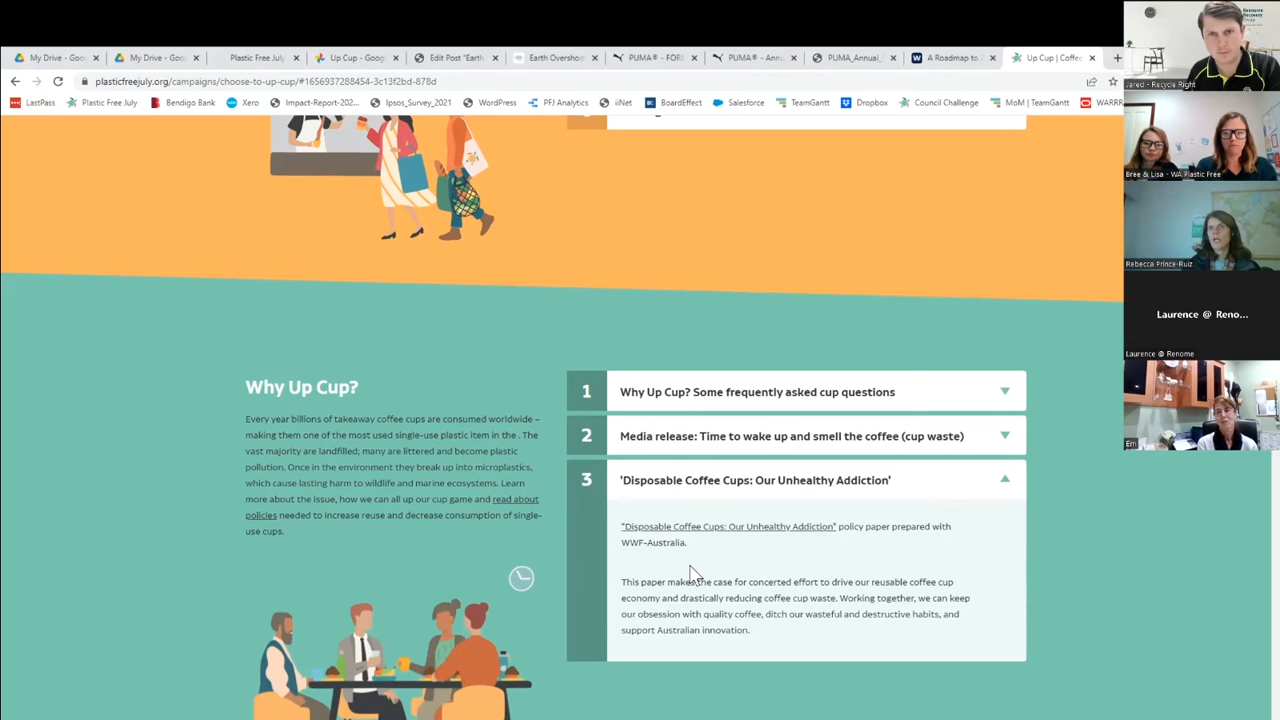 My Drive - Goo
My Drive - Goo
Plastic Free July
Up Cup - Goog
Edit Post "Earth
Earth Overshoo
PUMA® - FOR
PUMA® - Annu
PUMA_Annual_
A Roadmap to
Up Cup | Coffe
plasticfreejuly.org/campaigns/choose-to-up-cup/#1656937288454-3c13f2bd-878d
LastPass
Plastic Free July
Bendigo Bank
Xero
Impact-Report-202...
Ipsos_Survey_2021
WordPress
PFJ Analytics
iiNet
BoardEffect
Salesforce
TeamGantt
Dropbox
Council Challenge
MoM | TeamGantt
WARRR
Why Up Cup?
Every year billions of takeaway coffee cups are consumed worldwide –
making them one of the most used single-use plastic item in the . The
vast majority are landfilled; many are littered and become plastic
pollution. Once in the environment they break up into microplastics,
which cause lasting harm to wildlife and marine ecosystems. Learn
more about the issue, how we can all up our cup game and read about
policies needed to increase reuse and decrease consumption of single-
use cups.
1 Why Up Cup? Some frequently asked cup questions
2 Media release: Time to wake up and smell the coffee (cup waste)
3 'Disposable Coffee Cups: Our Unhealthy Addiction'
"Disposable Coffee Cups: Our Unhealthy Addiction" policy paper prepared with
WWF-Australia.
This paper makes the case for concerted effort to drive our reusable coffee cup
economy and drastically reducing coffee cup waste. Working together, we can keep
our obsession with quality coffee, ditch our wasteful and destructive habits, and
support Australian innovation.
Resource
Recovery
Group
Jared - Recycle Right
Bree & Lisa - WA Plastic Free
Rebecca Prince-Ruiz
Laurence @ Reno...
Laurence @ Renome
Em